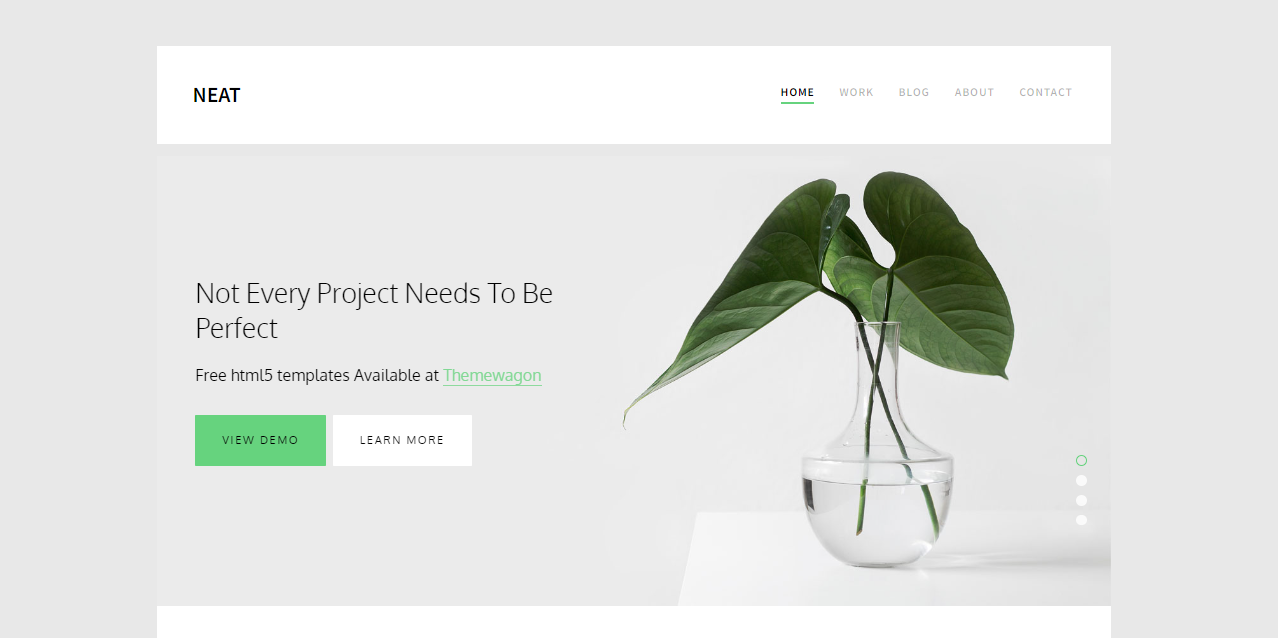 NEAT
HOME WORK BLOG ABOUT CONTACT
Not Every Project Needs To Be
Perfect
Free html5 templates Available at Themewagon
VIEW DEMO LEARN MORE